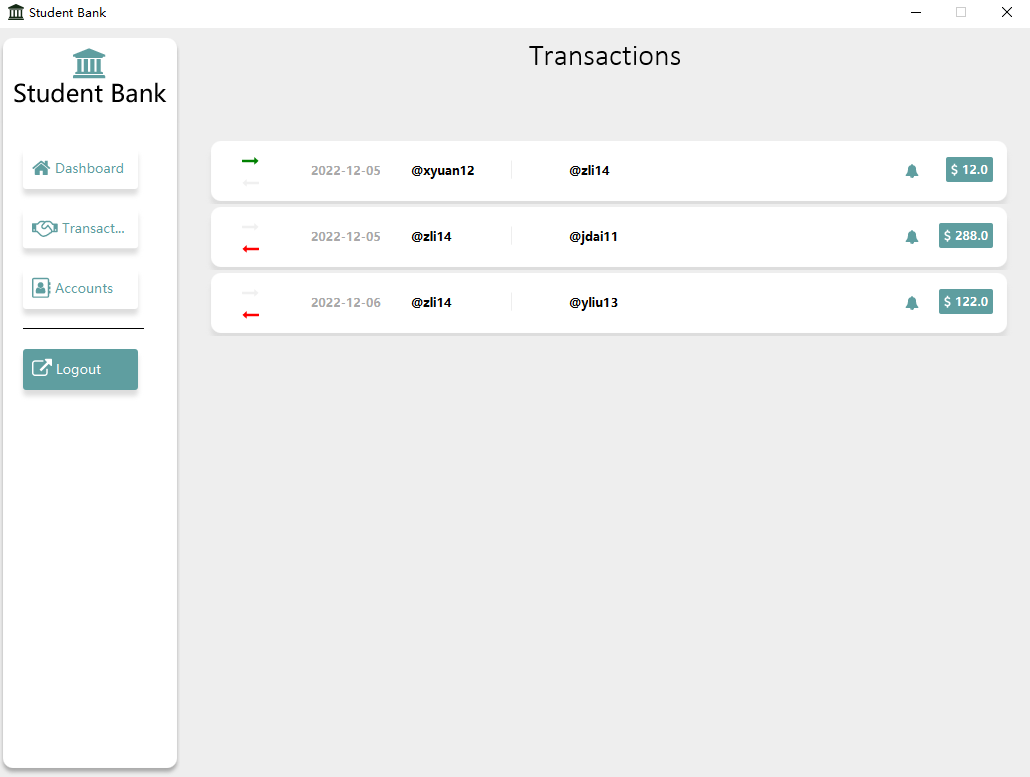 Student Bank
Student Bank
Dashboard
Transact...
Accounts
Logout
Transactions
2022-12-05 @xyuan12 @zli14 $ 12.0
2022-12-05 @zli14 @jdai11 $ 288.0
2022-12-06 @zli14 @yliu13 $ 122.0